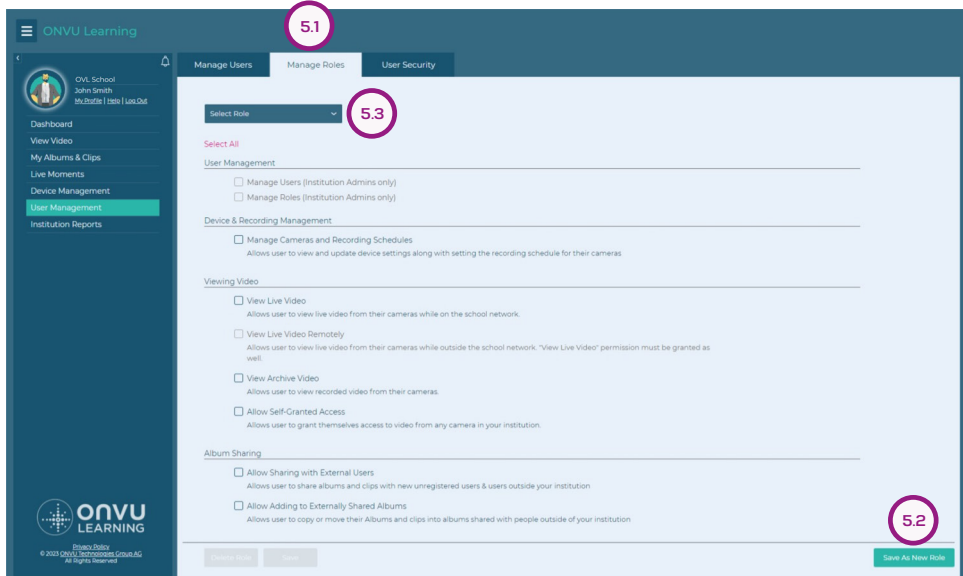 ONVU Learning
5.1
OVL School
John Smith
My Profile | Help | Log Out
Dashboard
View Video
My Albums & Clips
Live Moments
Device Management
User Management
Institution Reports
ONVU
LEARNING
Privacy Policy
© 2023 ONVU Technologies Group AG
All Rights Reserved
Manage Users
Manage Roles
User Security
Select Role
5.3
Select All
User Management
Manage Users (Institution Admins only)
Manage Roles (Institution Admins only)
Device & Recording Management
Manage Cameras and Recording Schedules
Allows user to view and update device settings along with setting the recording schedule for their cameras
Viewing Video
View Live Video
Allows user to view live video from their cameras while on the school network.
View Live Video Remotely
Allows user to view live video from their cameras while outside the school network. "View Live Video" permission must be granted as
well.
View Archive Video
Allows user to view recorded video from their cameras.
Allow Self-Granted Access
Allows user to grant themselves access to video from any camera in your institution.
Album Sharing
Allow Sharing with External Users
Allows user to share albums and clips with new unregistered users & users outside your institution
Allow Adding to Externally Shared Albums
Allows user to copy or move their Albums and clips into albums shared with people outside of your institution
5.2
Delete Role
Save
Save As New Role